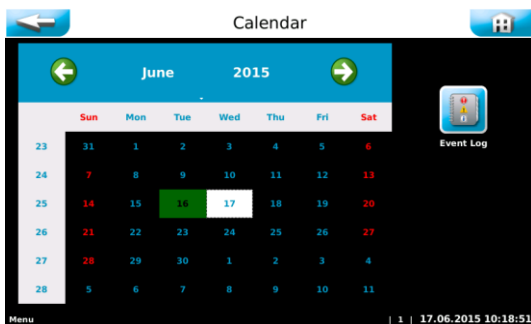 Calendar
June 2015
Sun Mon Tue Wed Thu Fri Sat
23 31 1 2 3 4 5 6
24 7 8 9 10 11 12 13
25 14 15 16 17 18 19 20
26 21 22 23 24 25 26 27
27 28 29 30 1 2 3 4
28 5 6 7 8 9 10 11
Event Log
Menu | 1 | 17.06.2015 10:18:51